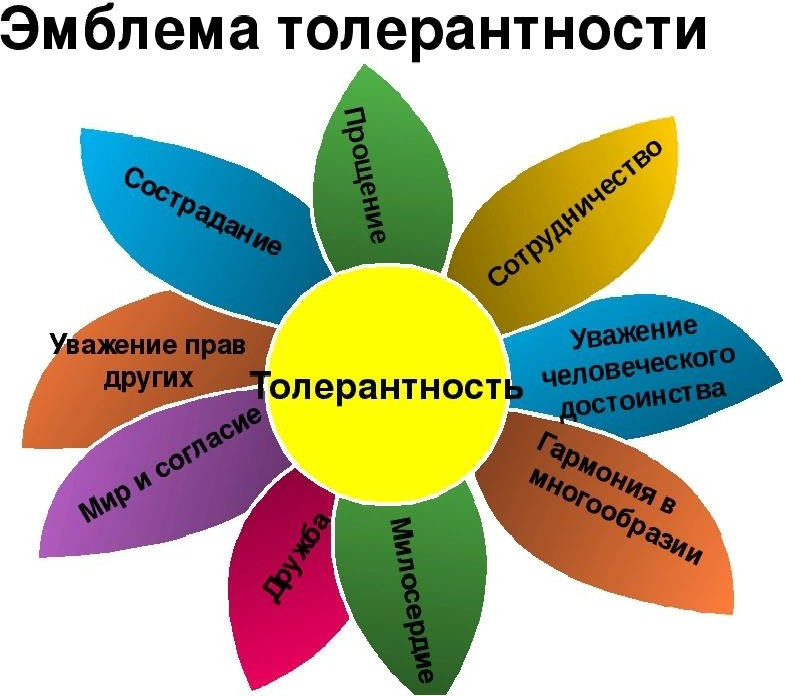 Эмблема толерантности
Прощение
Сотрудничество
Уважение
человеческого
достоинства
Гармония в
многообразии
Милосердие
Дружба
Мир и согласие
Уважение прав
других
Сострадание
Толерантность